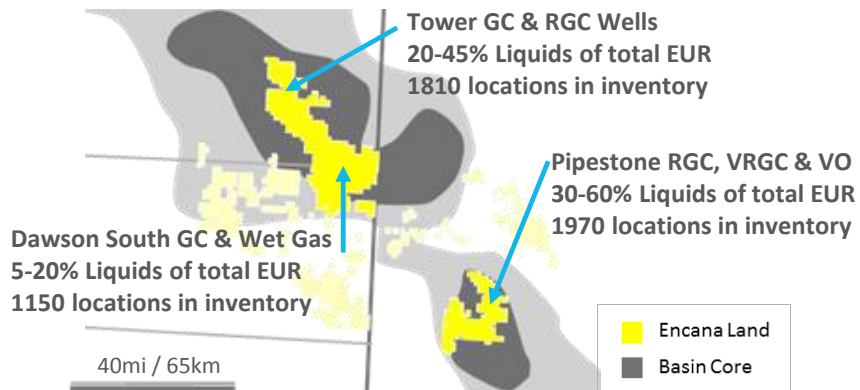 Tower GC & RGC Wells
20-45% Liquids of total EUR
1810 locations in inventory
Pipestone RGC, VRGC & VO
30-60% Liquids of total EUR
1970 locations in inventory
Dawson South GC & Wet Gas
5-20% Liquids of total EUR
1150 locations in inventory
40mi / 65km
Encana Land
Basin Core